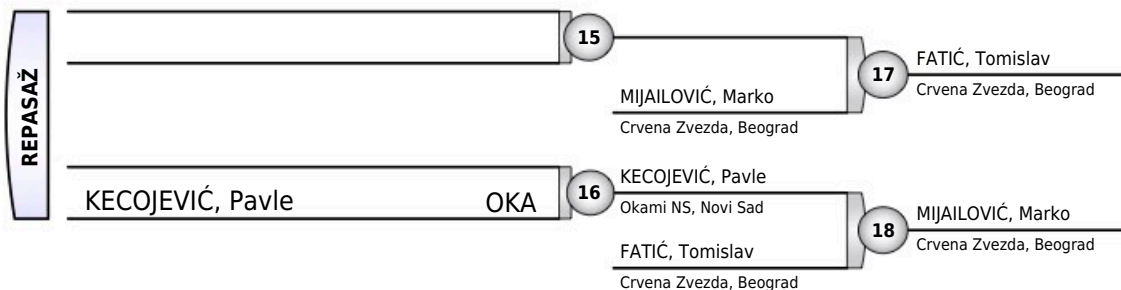 REPASAŽ
15
MIJAILOVIĆ, Marko
Crvena Zvezda, Beograd
17
FATIĆ, Tomislav
Crvena Zvezda, Beograd
KECOJEVIĆ, Pavle OKA
16
KECOJEVIĆ, Pavle
Okami NS, Novi Sad
FATIĆ, Tomislav
Crvena Zvezda, Beograd
18
MIJAILOVIĆ, Marko
Crvena Zvezda, Beograd